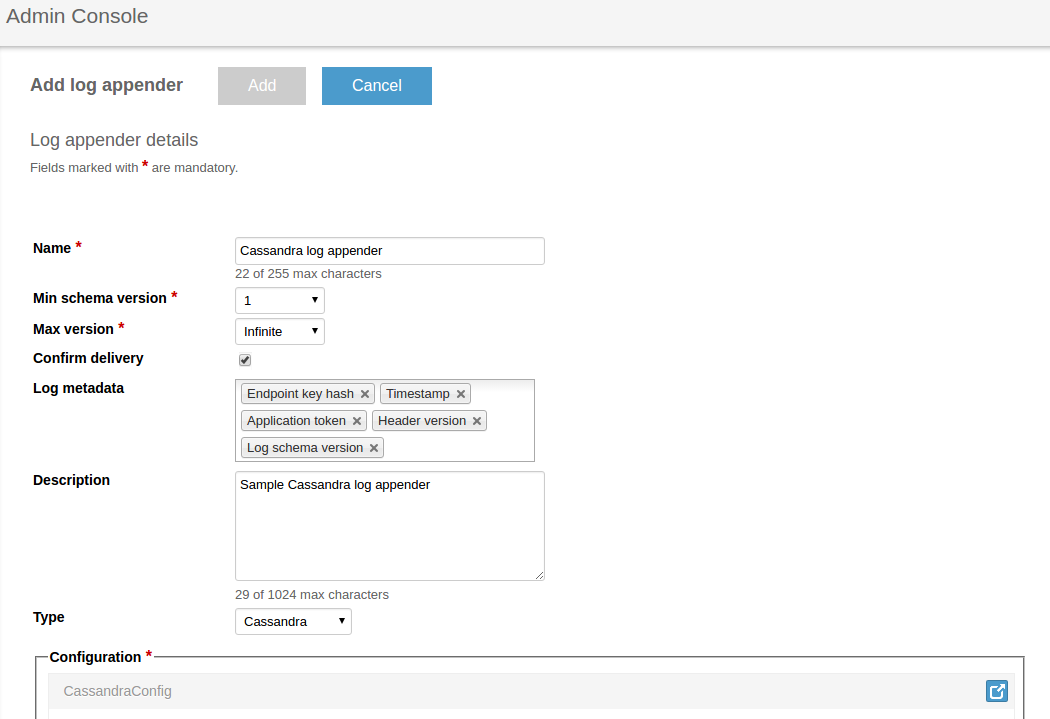 Admin Console
Add log appender
Add
Cancel
Log appender details
Fields marked with * are mandatory.
Name *
Cassandra log appender
22 of 255 max characters
Min schema version *
1
Max version *
Infinite
Confirm delivery
Log metadata
Endpoint key hash
Timestamp
Application token
Header version
Log schema version
Description
Sample Cassandra log appender
29 of 1024 max characters
Type
Cassandra
Configuration *
CassandraConfig